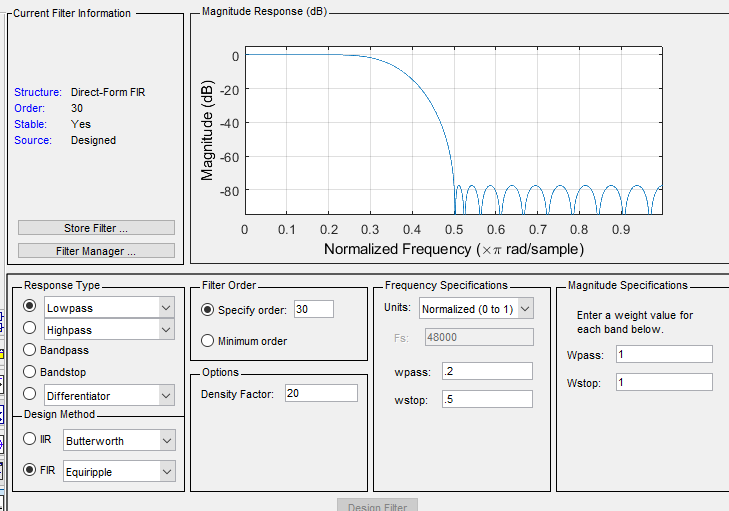 Current Filter Information
Structure: Direct-Form FIR
Order: 30
Stable: Yes
Source: Designed
Store Filter ...
Filter Manager ...
Magnitude Response (dB)
Magnitude (dB)
0
-20
-40
-60
-80
0 0.1 0.2 0.3 0.4 0.5 0.6 0.7 0.8 0.9
Normalized Frequency (×π rad/sample)
Response Type
Lowpass
Highpass
Bandpass
Bandstop
Differentiator
Design Method
IIR Butterworth
FIR Equiripple
Filter Order
Specify order: 30
Minimum order
Options
Density Factor: 20
Frequency Specifications
Units: Normalized (0 to 1)
Fs: 48000
wpass: .2
wstop: .5
Magnitude Specifications
Enter a weight value for
each band below.
Wpass: 1
Wstop: 1
Design Filter